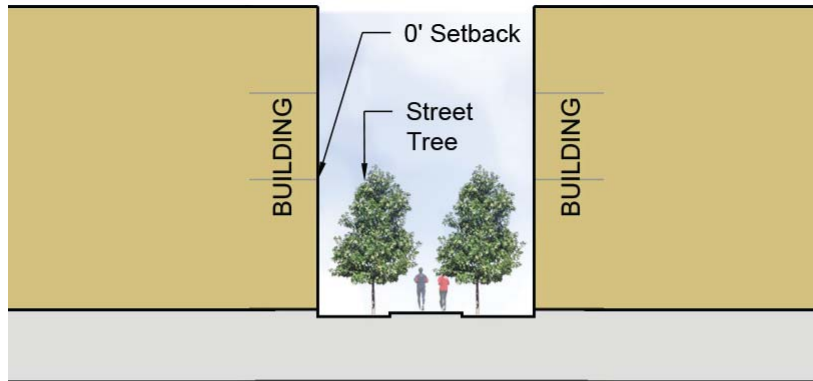 0' Setback
Street
Tree
BUILDING
BUILDING